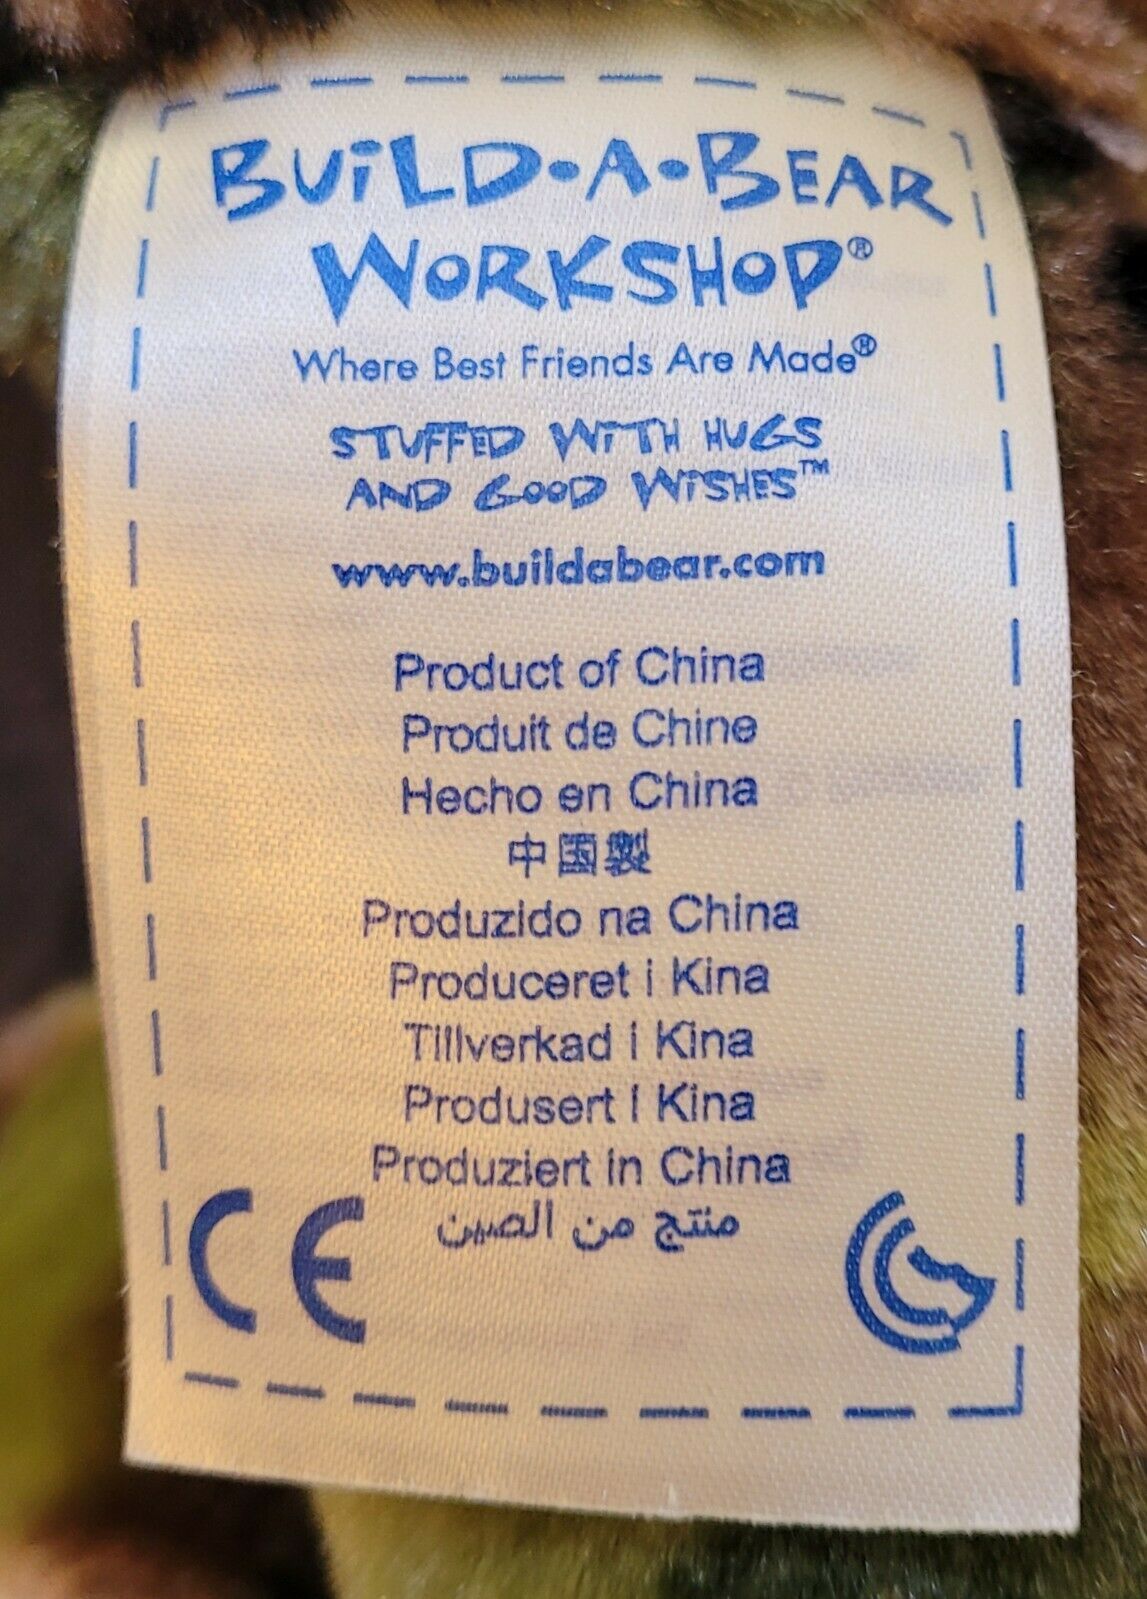 BUiLD•A•BEAR
WORKSHOP®
Where Best Friends Are Made®
STUFFED WiTH HUGS
AND GOOD WiSHES™
www.buildabear.com
Product of China
Produit de Chine
Hecho en China
中国製
Produzido na China
Produceret i Kina
Tillverkad i Kina
Produsert I Kina
Produziert in China
منتج من الصين
CE